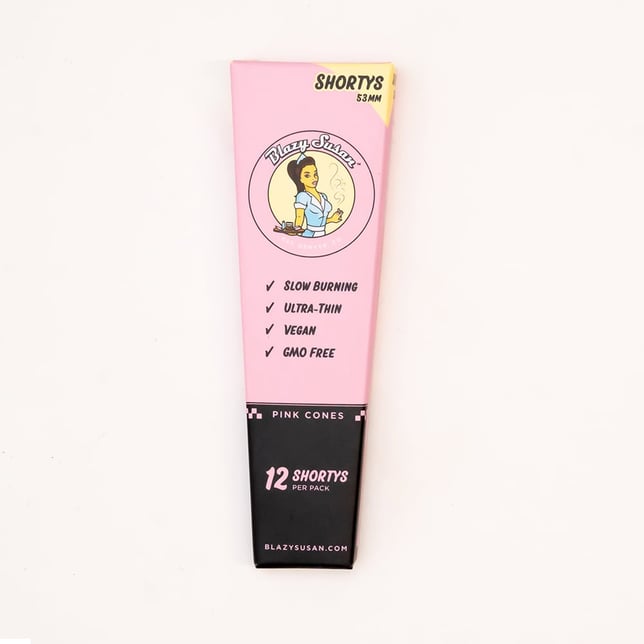 SHORTYS
53MM
Blazy Susan
✓ SLOW BURNING
✓ ULTRA-THIN
✓ VEGAN
✓ GMO FREE
PINK CONES
12 SHORTYS
PER PACK
BLAZYSUSAN.COM